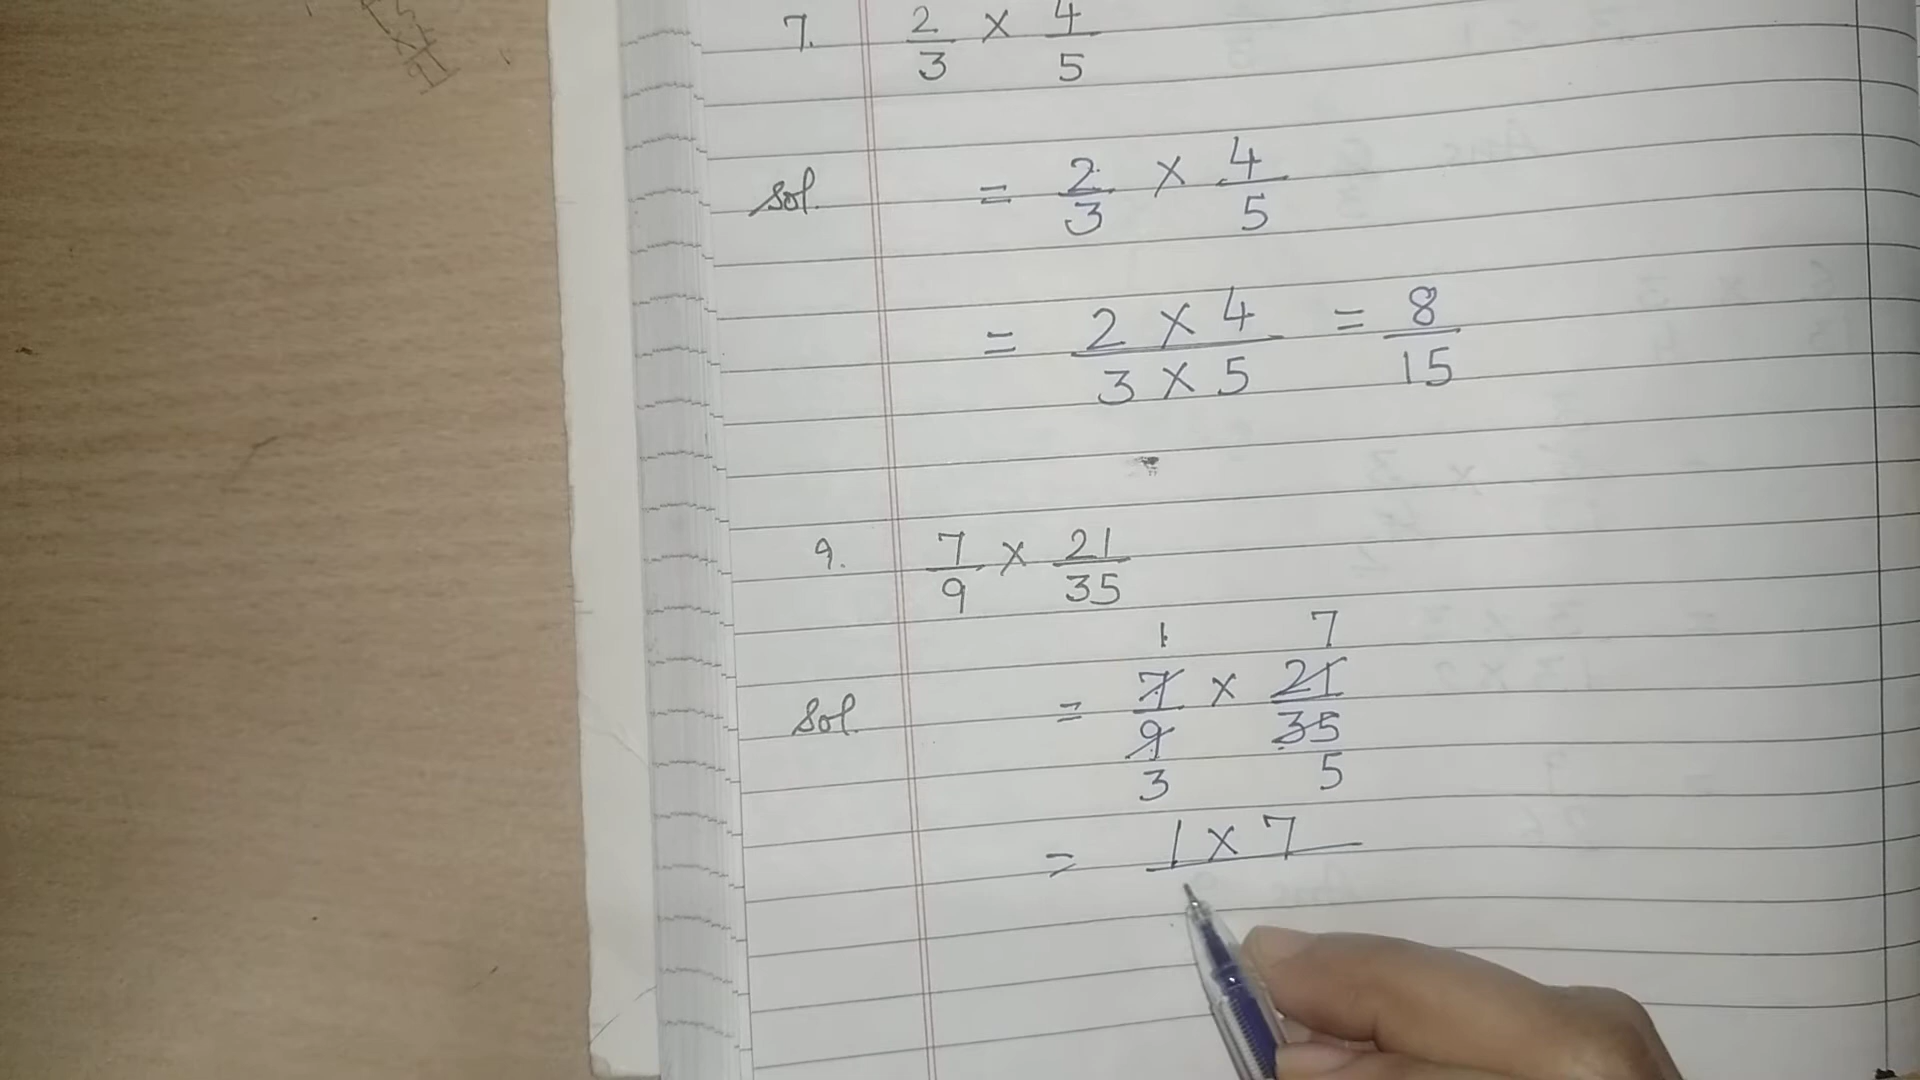 7. 2/3 × 4/5
Sol. = 2/3 × 4/5
= 2 × 4 / 3 × 5 = 8/15
9. 7/9 × 21/35
1 7
Sol. = 7/9 × 21/35
3 5
= 1 × 7